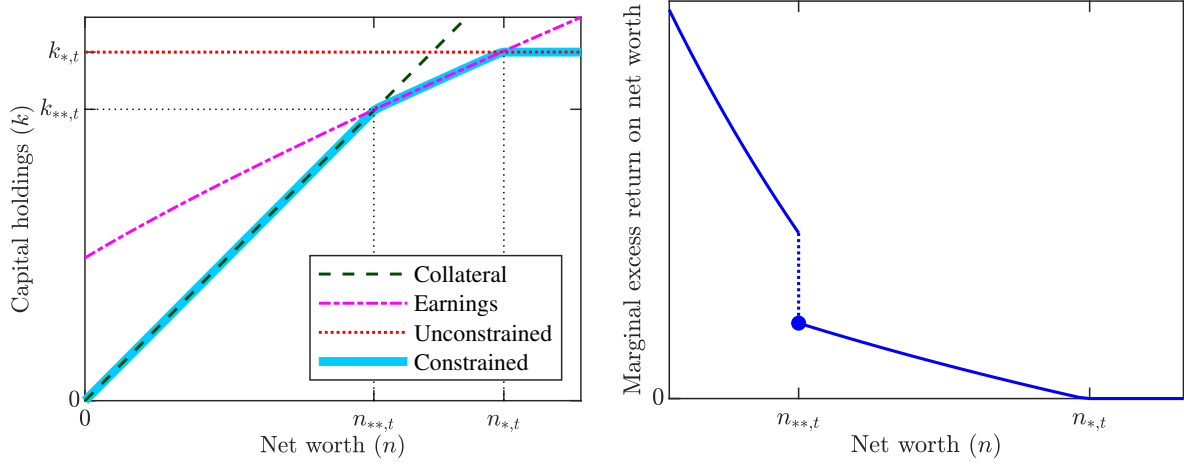 Capital holdings (k)
k*,t
k**,t
0
0
n**,t
n*,t
Net worth (n)
Collateral
Earnings
Unconstrained
Constrained
Marginal excess return on net worth
0
n**,t
n*,t
Net worth (n)